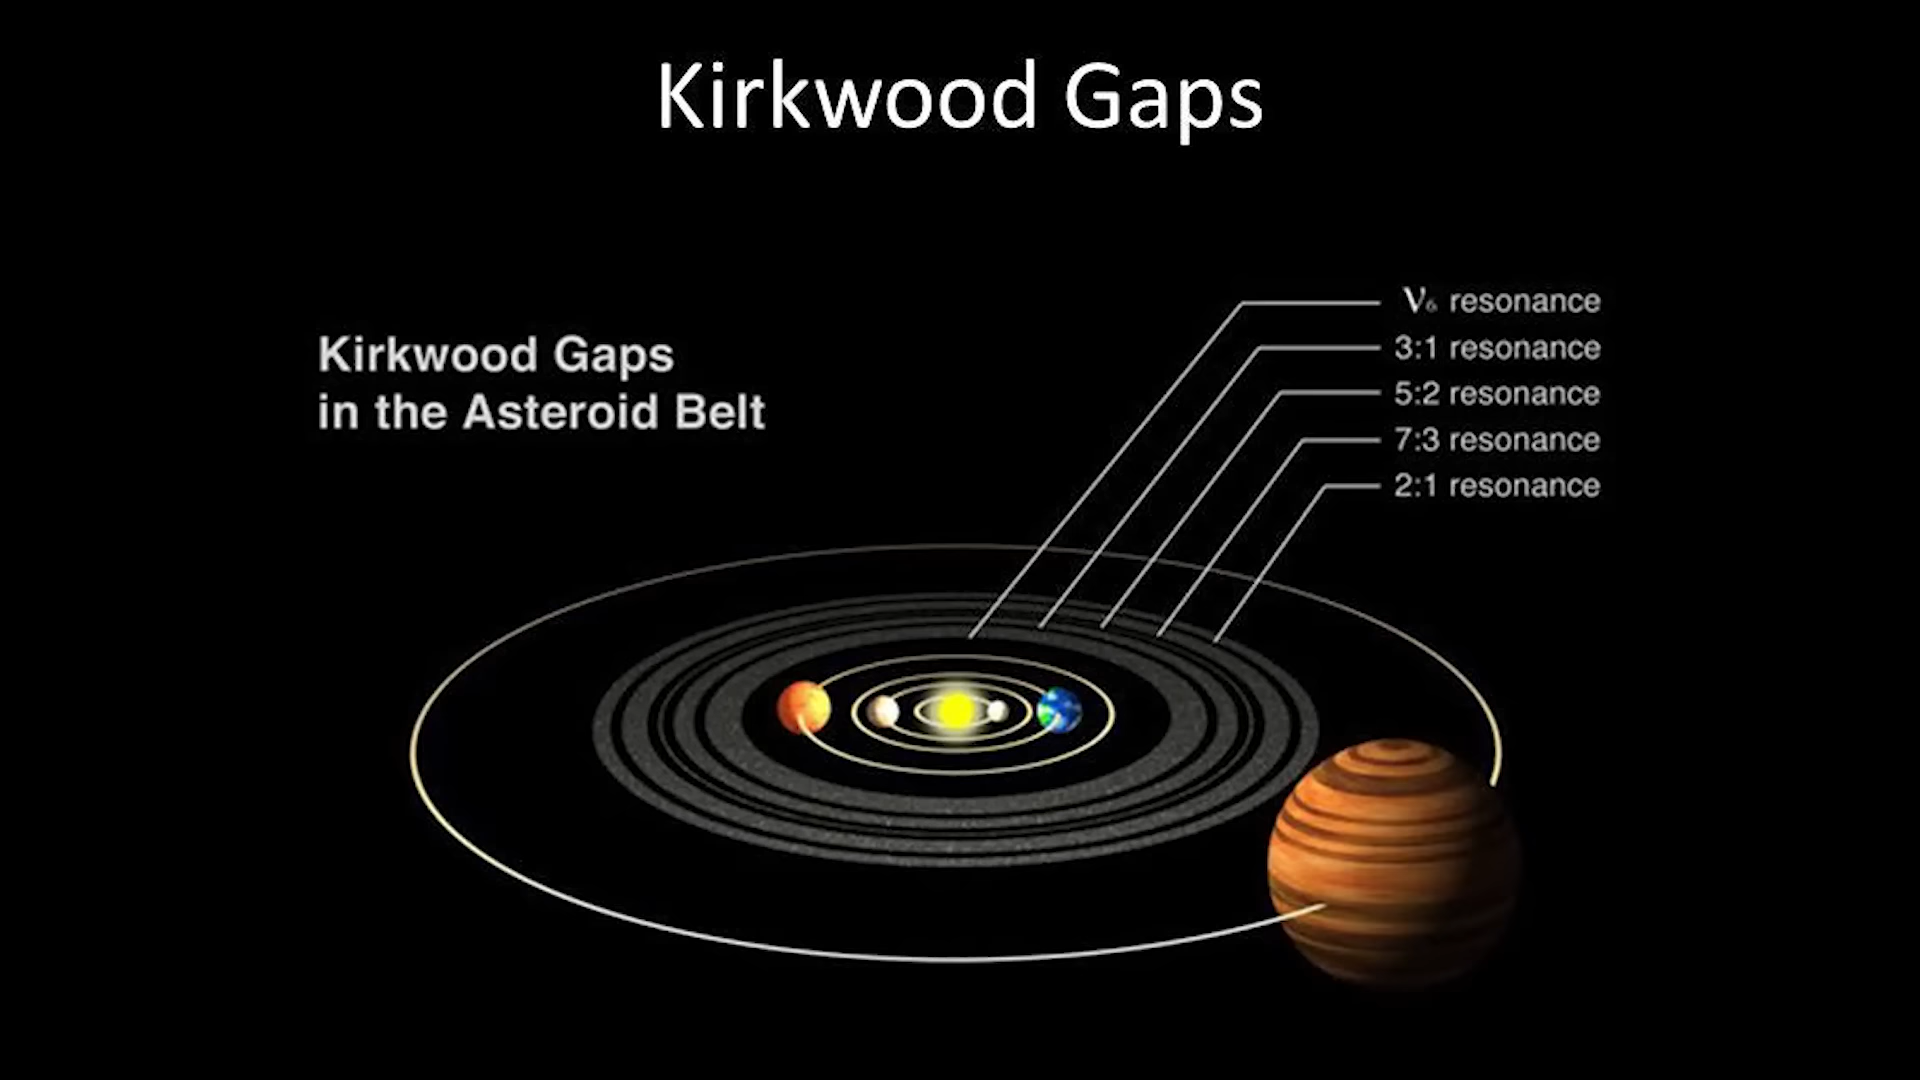 Kirkwood Gaps
Kirkwood Gaps
in the Asteroid Belt
ν₆ resonance
3:1 resonance
5:2 resonance
7:3 resonance
2:1 resonance